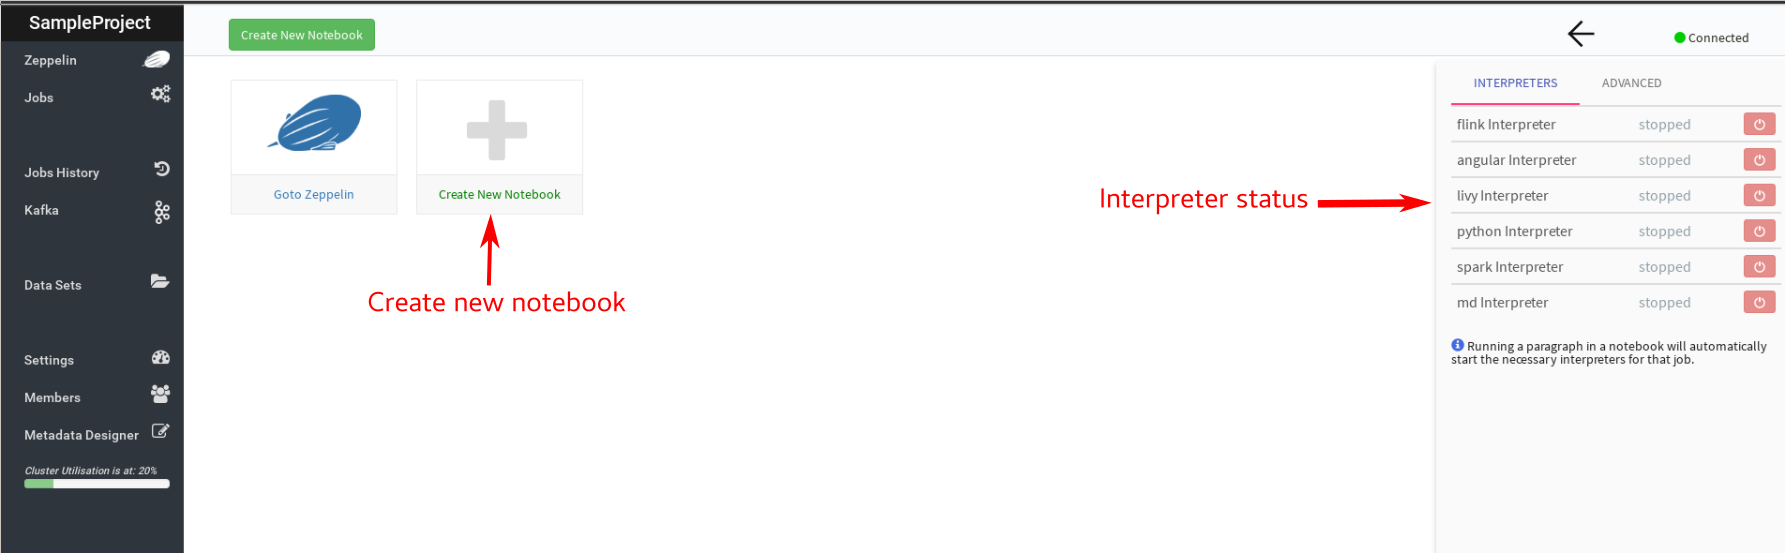 SampleProject
Create New Notebook
Connected
Zeppelin
Jobs
Jobs History
Kafka
Data Sets
Settings
Members
Metadata Designer
Cluster Utilisation is at: 20%
Goto Zeppelin
Create New Notebook
Create new notebook
Interpreter status
INTERPRETERS ADVANCED
flink Interpreter stopped
angular Interpreter stopped
livy Interpreter stopped
python Interpreter stopped
spark Interpreter stopped
md Interpreter stopped
Running a paragraph in a notebook will automatically
start the necessary interpreters for that job.